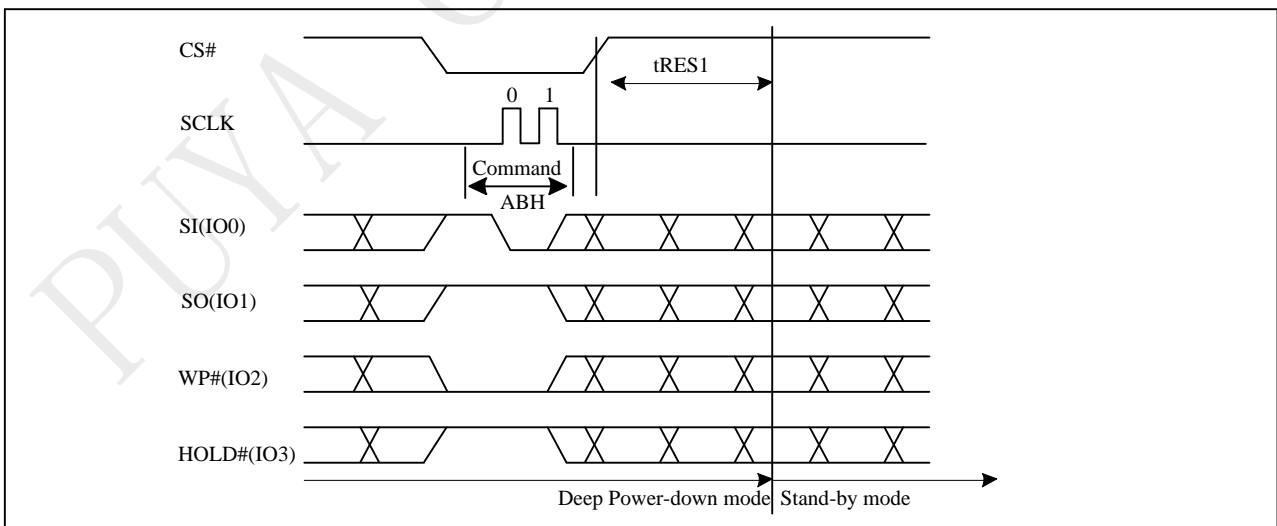 CS#
tRES1
0 1
SCLK
Command
ABH
SI(IO0)
SO(IO1)
WP#(IO2)
HOLD#(IO3)
Deep Power-down mode Stand-by mode
PUYA